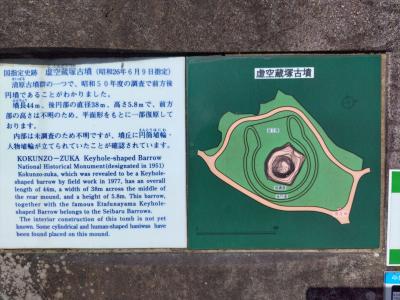 国指定史跡 虚空蔵塚古墳 (昭和26年6月9日指定)
清原古墳群の一つで、昭和50年度の調査で前方後
円墳であることがわかりました。
墳長44m、後円部の直径38m、高さ5.8mで、前方部
の高さは不明のため、平面形をもとに一部復原して
おります。
内部は未調査のため不明ですが、墳丘に円筒埴輪・
人物埴輪が立てられていたことが確認されています。
KOKUNZO-ZUKA Keyhole-shaped Barrow
National Historical Monument(designated in 1951)
Kokunzo-zuka, which was revealed to be a Keyhole-
shaped barrow by field work in 1977, has an overall
length of 44m, a width of 38m across the middle of
the rear mound, and a height of 5.8m. This barrow,
together with the famous Etafunayama Keyhole-
shaped Barrow belongs to the Seibaru Barrows.
The interior construction of this tomb is not yet
known. Some cylindrical and human-shaped haniwas have
been found placed on this mound.
虚空蔵塚古墳